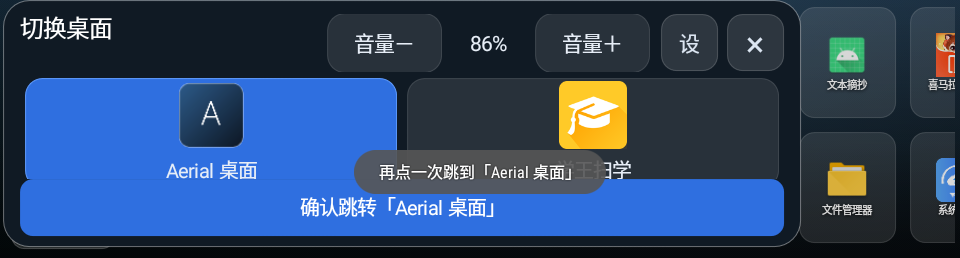 切换桌面
音量－
86%
音量＋
设
×
文本摘抄
喜马拉
A
Aerial 桌面
王扫学
再点一次跳到「Aerial 桌面」
确认跳转「Aerial 桌面」
文件管理器
系统